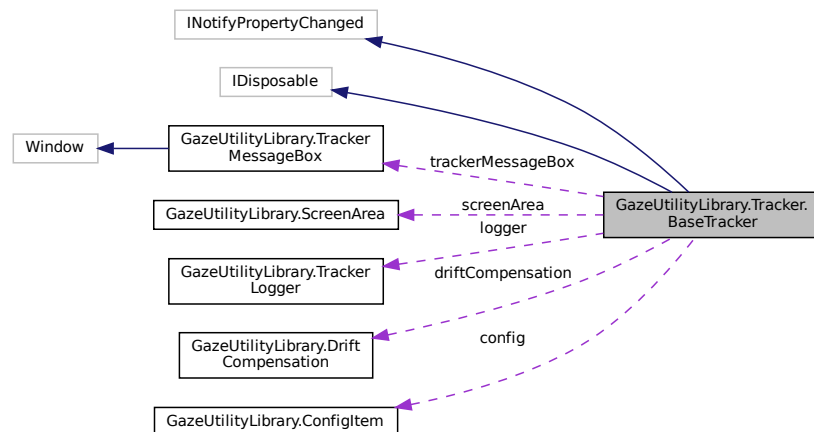 INotifyPropertyChanged
IDisposable
Window
GazeUtilityLibrary.Tracker
MessageBox
trackerMessageBox
GazeUtilityLibrary.ScreenArea
screenArea
logger
GazeUtilityLibrary.Tracker.
BaseTracker
GazeUtilityLibrary.Tracker
Logger
driftCompensation
GazeUtilityLibrary.Drift
Compensation
config
GazeUtilityLibrary.ConfigItem